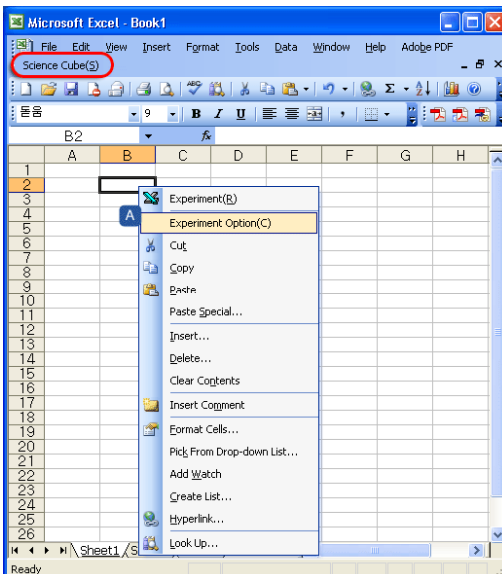 Microsoft Excel - Book1
File Edit View Insert Format Tools Data Window Help Adobe PDF
Science Cube(S)
돋움 9 B I U
B2 fx
A B C D E F G H
1
2
3
Experiment(R)
4
A
Experiment Option(C)
5
6
Cut
7
8
Copy
9
Paste
10
11
Paste Special...
12
Insert...
13
14
Delete...
15
Clear Contents
16
17
Insert Comment
18
19
Format Cells...
20
Pick From Drop-down List...
21
22
Add Watch
23
Create List...
24
25
Hyperlink...
26
Look Up...
Sheet1
Ready